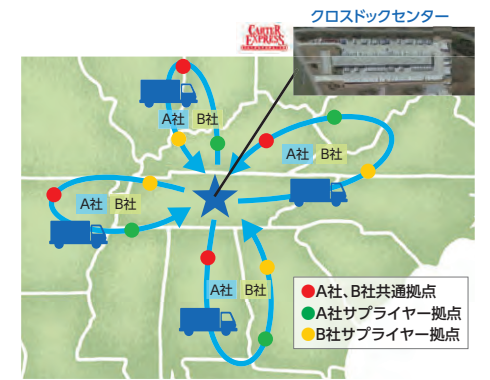 クロスドックセンター
CARTER
EXPRESS
A社 B社
A社 B社
A社 B社
A社 B社
A社、B社共通拠点
A社サプライヤー拠点
B社サプライヤー拠点